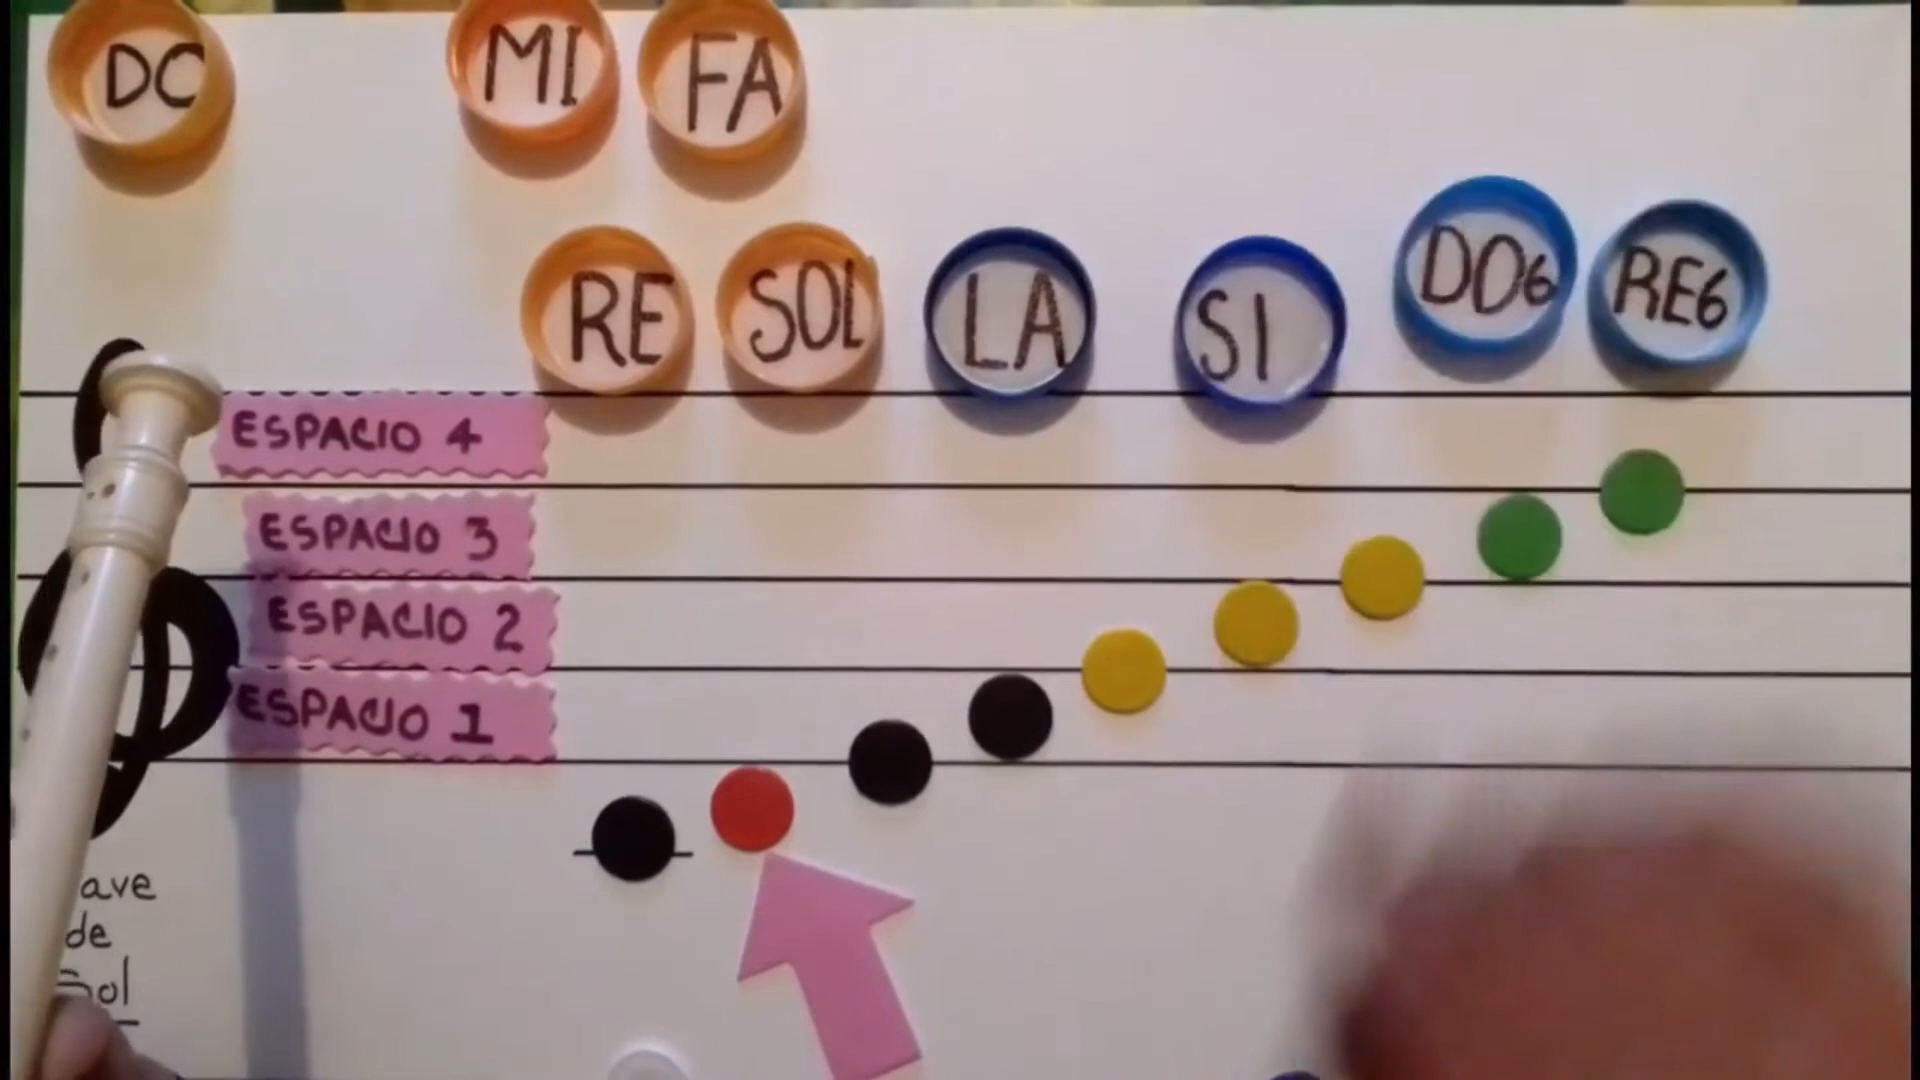 DO
MI
FA
RE
SOL
LA
SI
DO6
RE6
ESPACIO 4
ESPACIO 3
ESPACIO 2
ESPACIO 1
ave
de
Sol